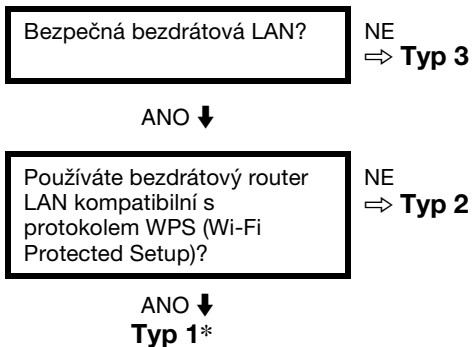 Bezpečná bezdrátová LAN?
NE
⇨ Typ 3
ANO ⬇
Používáte bezdrátový router
LAN kompatibilní s
protokolem WPS (Wi-Fi
Protected Setup)?
NE
⇨ Typ 2
ANO ⬇
Typ 1*